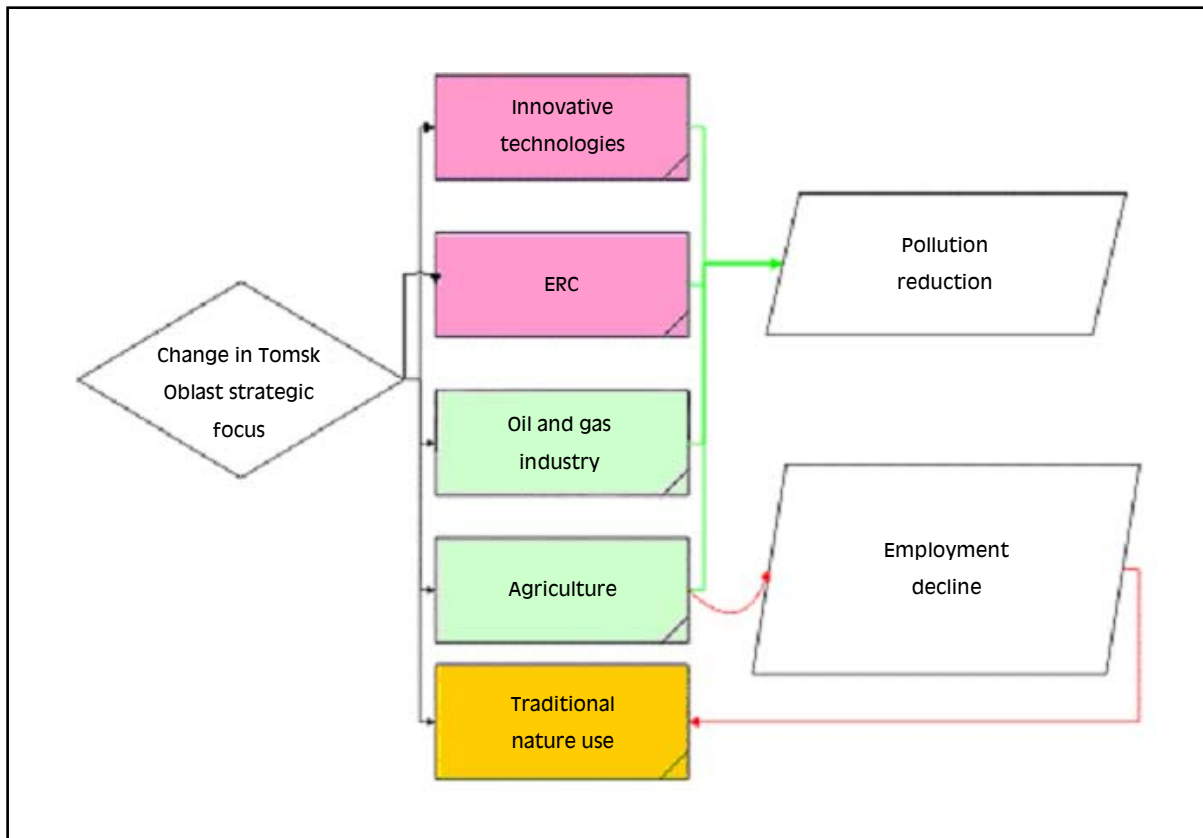 Innovative
technologies
ERC
Change in Tomsk
Oblast strategic
focus
Oil and gas
industry
Agriculture
Traditional
nature use
Pollution
reduction
Employment
decline